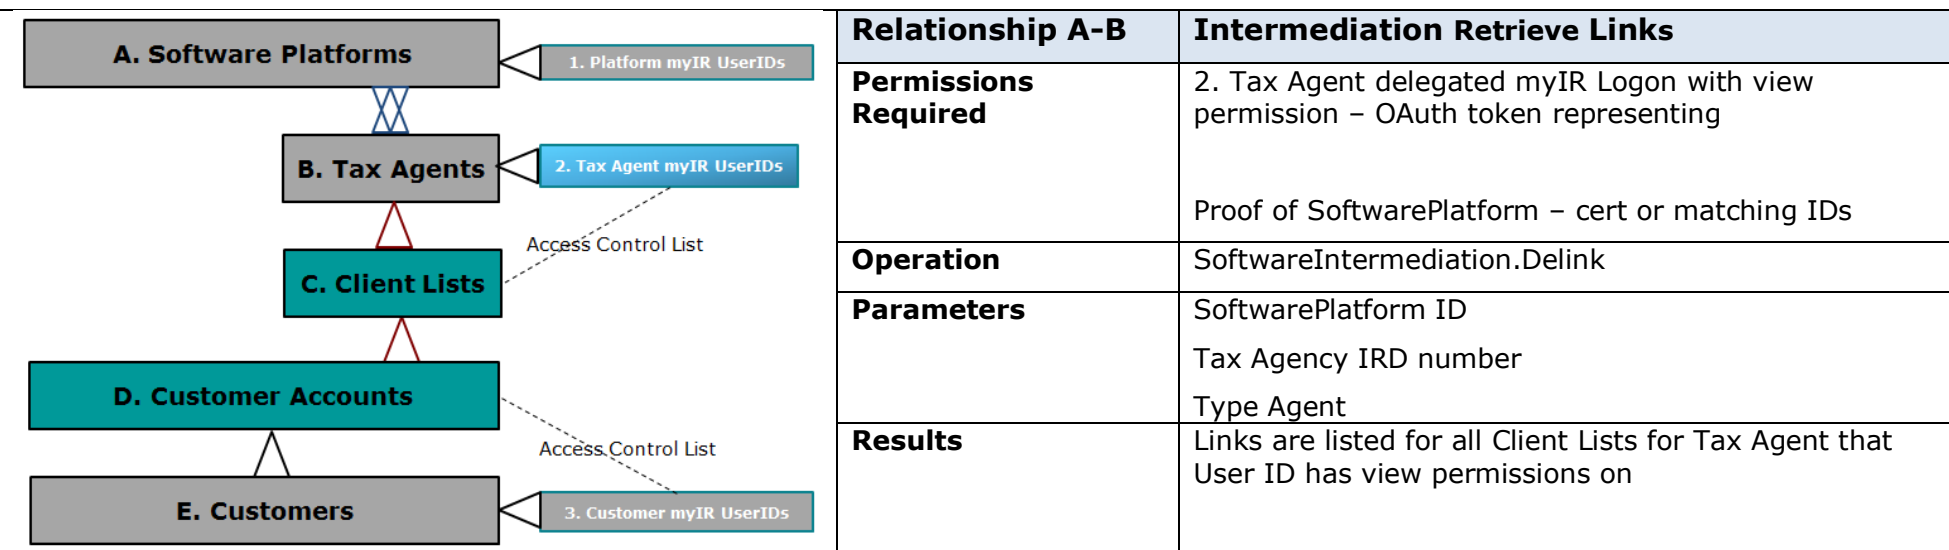 A. Software Platforms
1. Platform myIR UserIDs
B. Tax Agents
2. Tax Agent myIR UserIDs
Access Control List
C. Client Lists
D. Customer Accounts
Access Control List
E. Customers
3. Customer myIR UserIDs
Relationship A-B
Intermediation Retrieve Links
Permissions
Required
2. Tax Agent delegated myIR Logon with view
permission – OAuth token representing
Proof of SoftwarePlatform – cert or matching IDs
Operation
SoftwareIntermediation.Delink
Parameters
SoftwarePlatform ID
Tax Agency IRD number
Type Agent
Results
Links are listed for all Client Lists for Tax Agent that
User ID has view permissions on